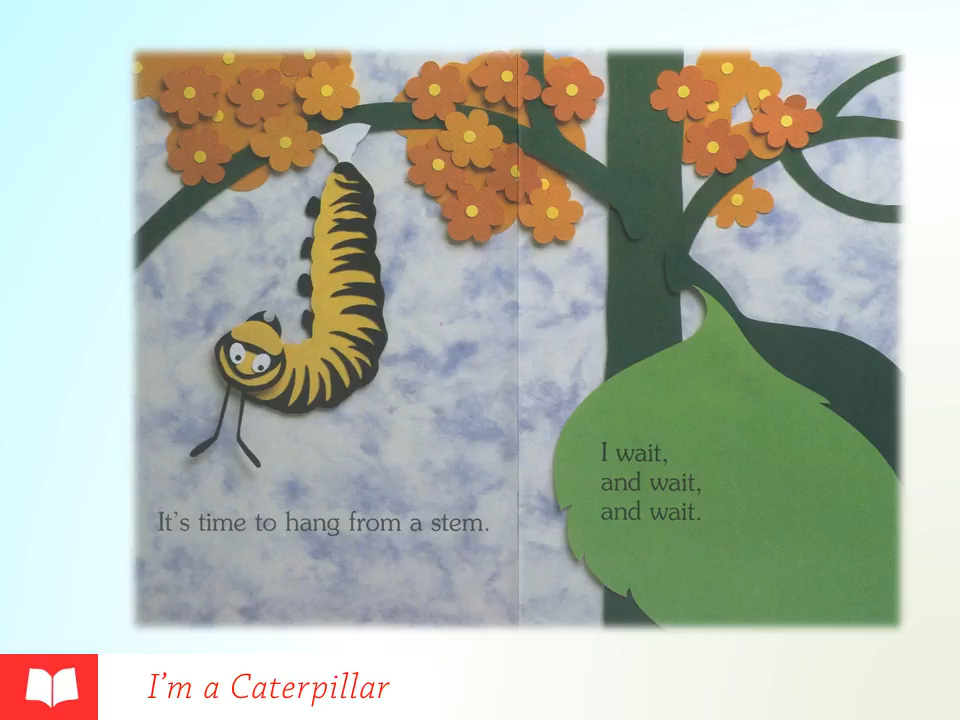 It's time to hang from a stem.
I wait,
and wait,
and wait.
I'm a Caterpillar